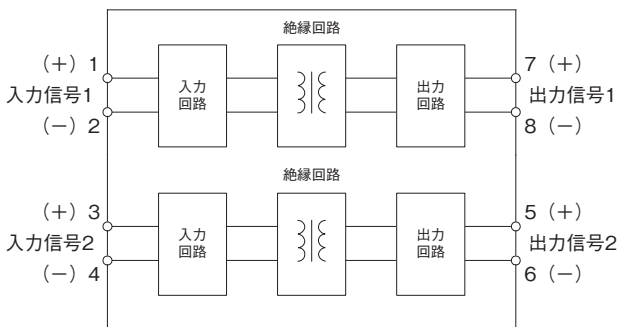 絶縁回路
(+) 1
入力信号1
(-) 2
入力
回路
出力
回路
7 (+)
出力信号1
8 (-)
絶縁回路
(+) 3
入力信号2
(-) 4
入力
回路
出力
回路
5 (+)
出力信号2
6 (-)